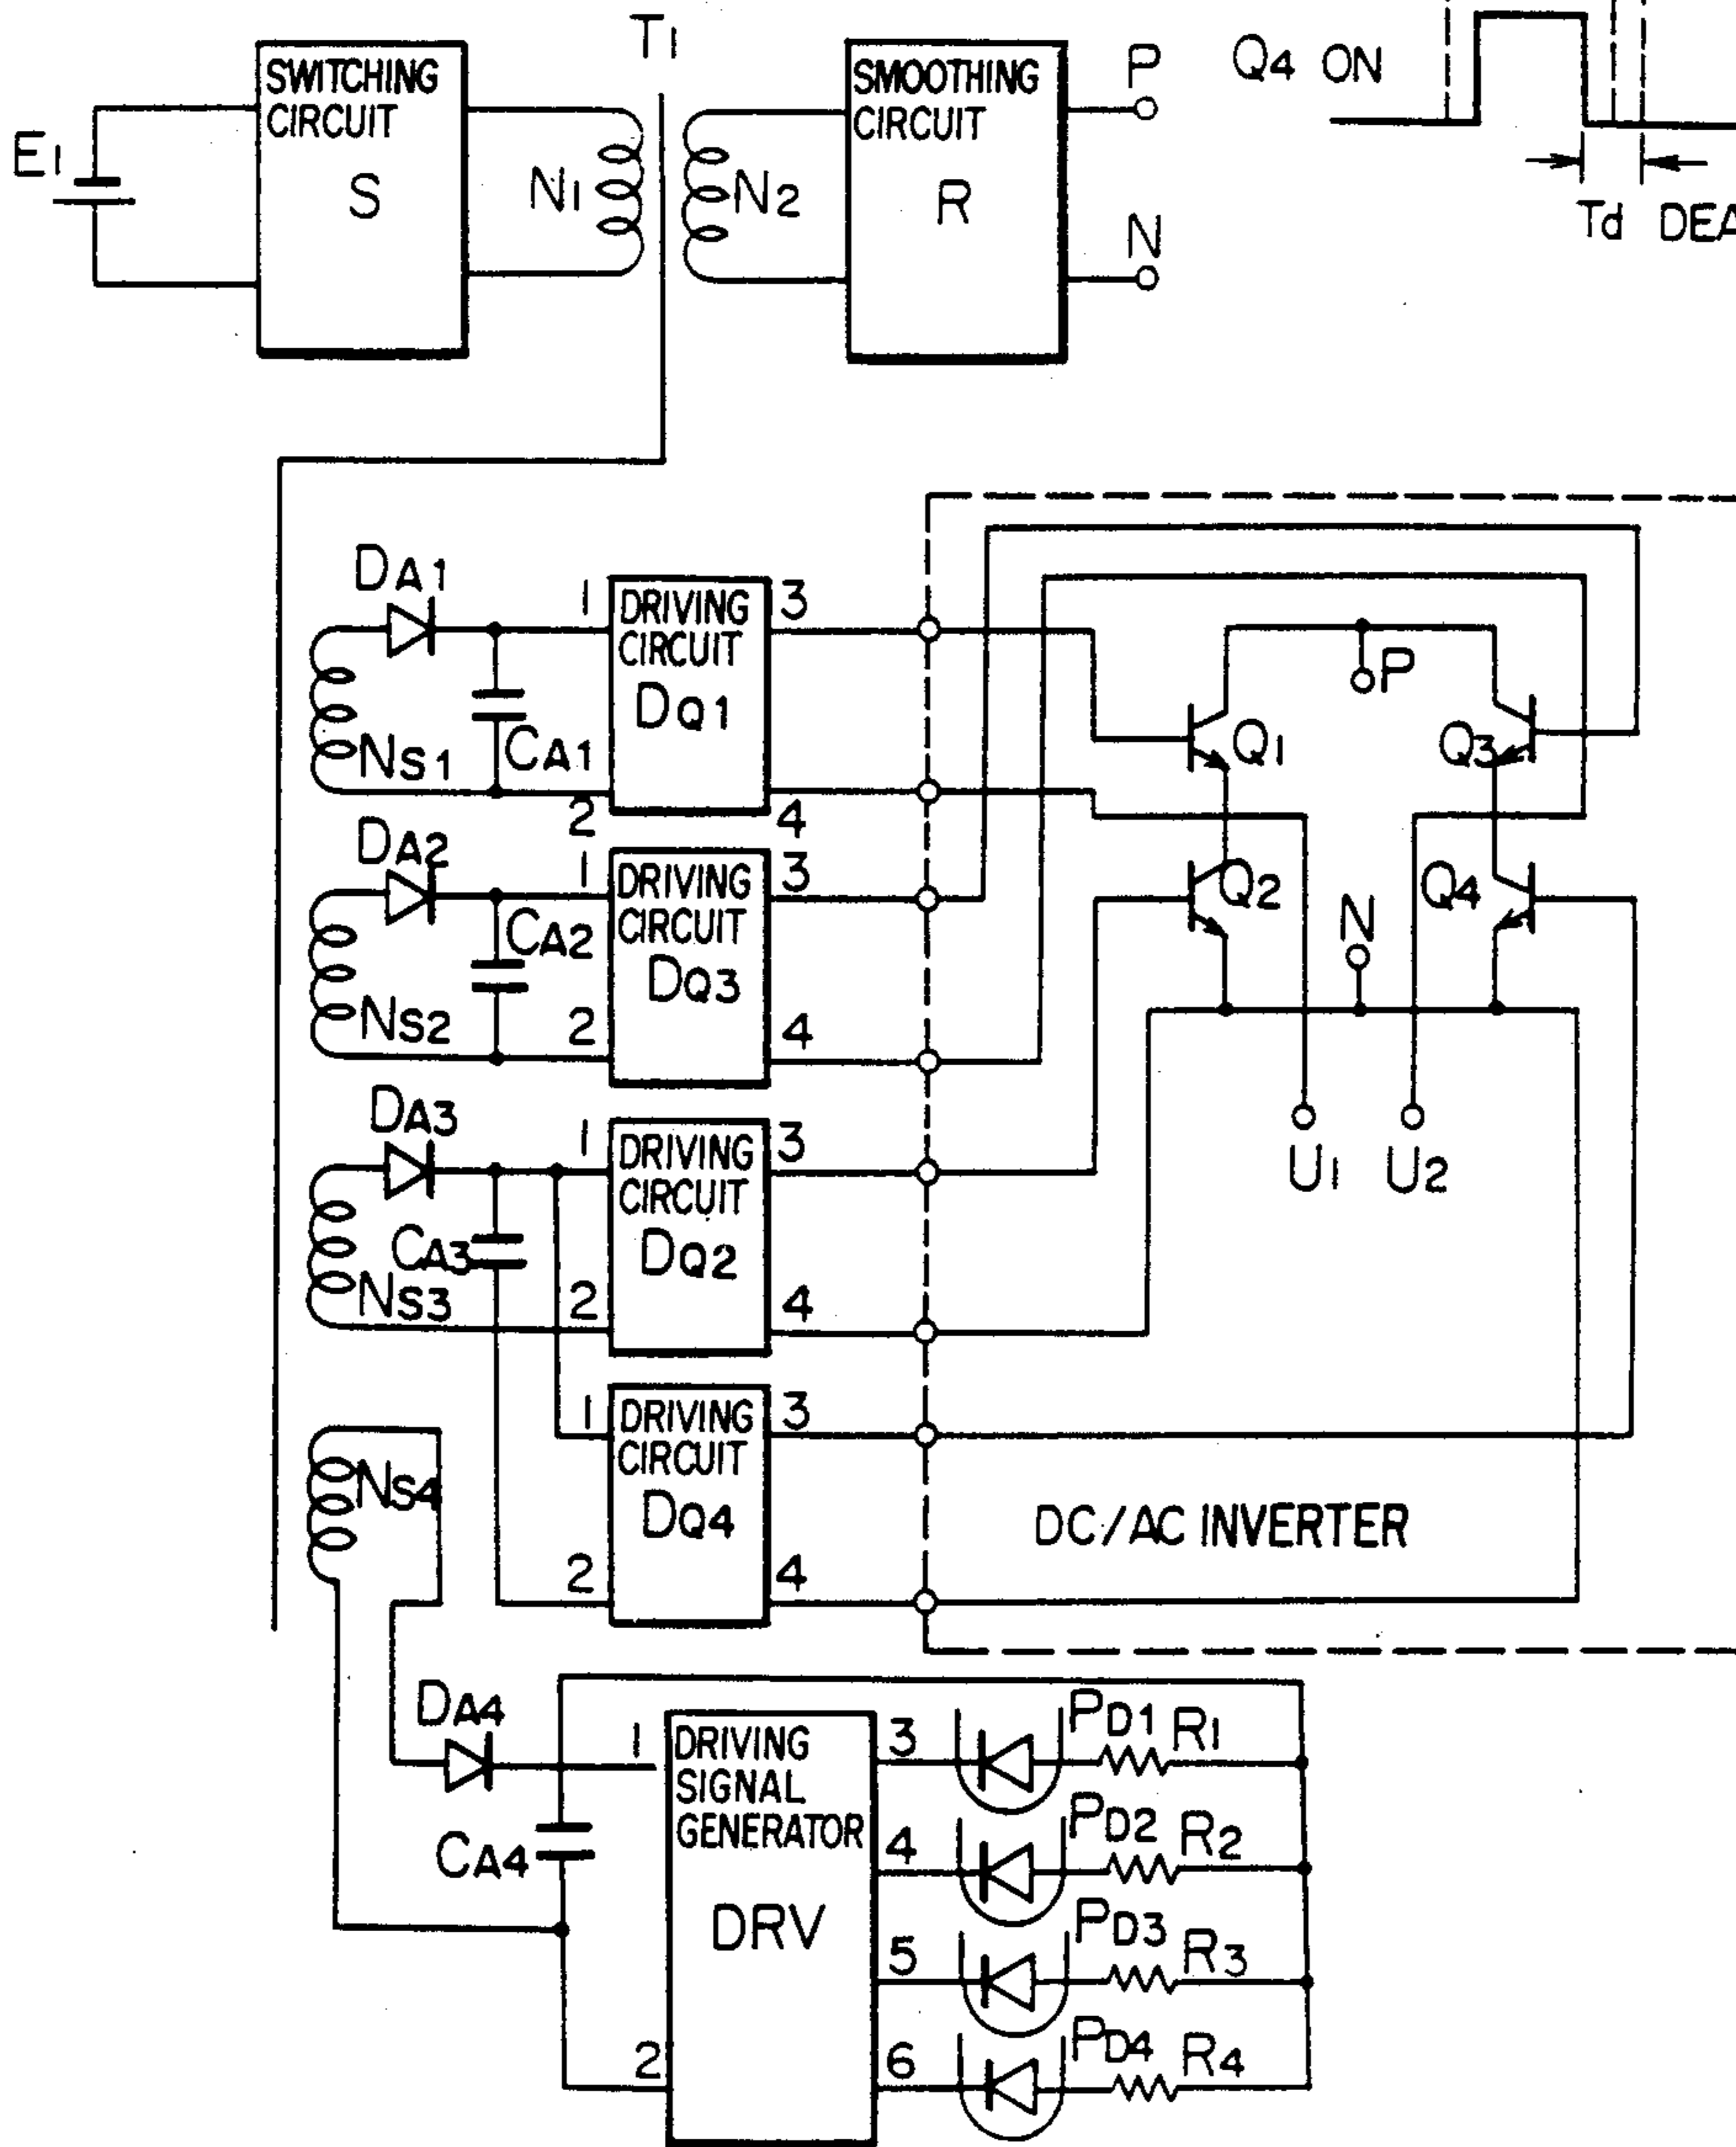 T1
SWITCHING
CIRCUIT
S
E1
N1
N2
SMOOTHING
CIRCUIT
R
P
N
Q4 ON
Td DEA
DA1
NS1
CA1
1
2
DRIVING
CIRCUIT
DQ1
3
4
DA2
NS2
CA2
1
2
DRIVING
CIRCUIT
DQ3
3
4
DA3
NS3
CA3
1
2
DRIVING
CIRCUIT
DQ2
3
4
NS4
1
2
DRIVING
CIRCUIT
DQ4
3
4
P
Q1
Q3
Q2
Q4
N
U1
U2
DC/AC INVERTER
DA4
CA4
1
2
DRIVING
SIGNAL
GENERATOR
DRV
3
PD1 R1
4
PD2 R2
5
PD3 R3
6
PD4 R4